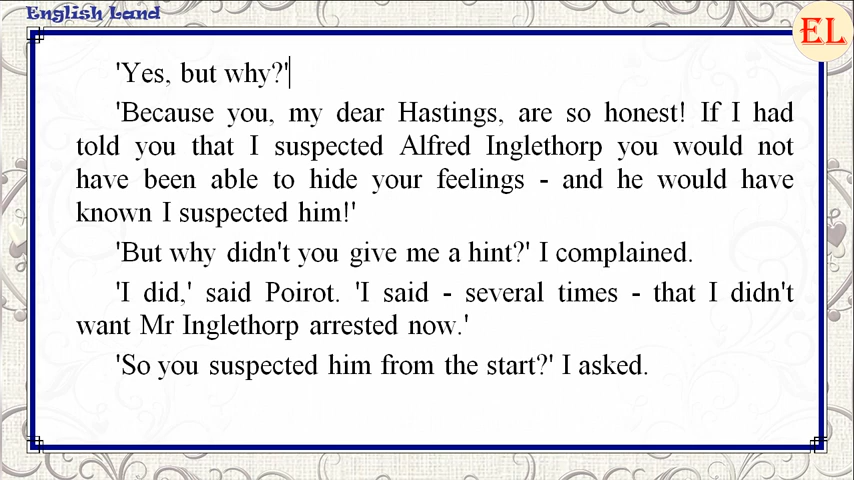 English Land
EL
'Yes, but why?'
'Because you, my dear Hastings, are so honest! If I had
told you that I suspected Alfred Inglethorp you would not
have been able to hide your feelings - and he would have
known I suspected him!'
'But why didn't you give me a hint?' I complained.
'I did,' said Poirot. 'I said - several times - that I didn't
want Mr Inglethorp arrested now.'
'So you suspected him from the start?' I asked.